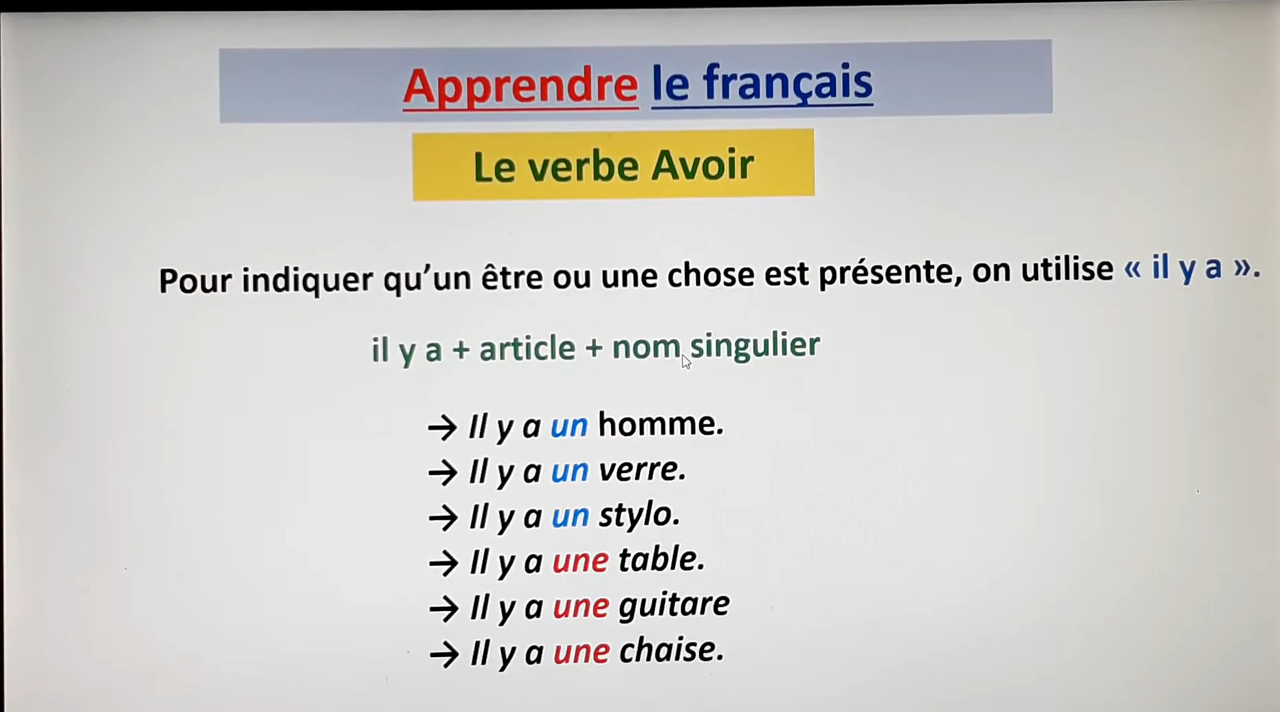 Apprendre le français
Le verbe Avoir
Pour indiquer qu’un être ou une chose est présente, on utilise « il y a ».
il y a + article + nom singulier
→ Il y a un homme.
→ Il y a un verre.
→ Il y a un stylo.
→ Il y a une table.
→ Il y a une guitare
→ Il y a une chaise.